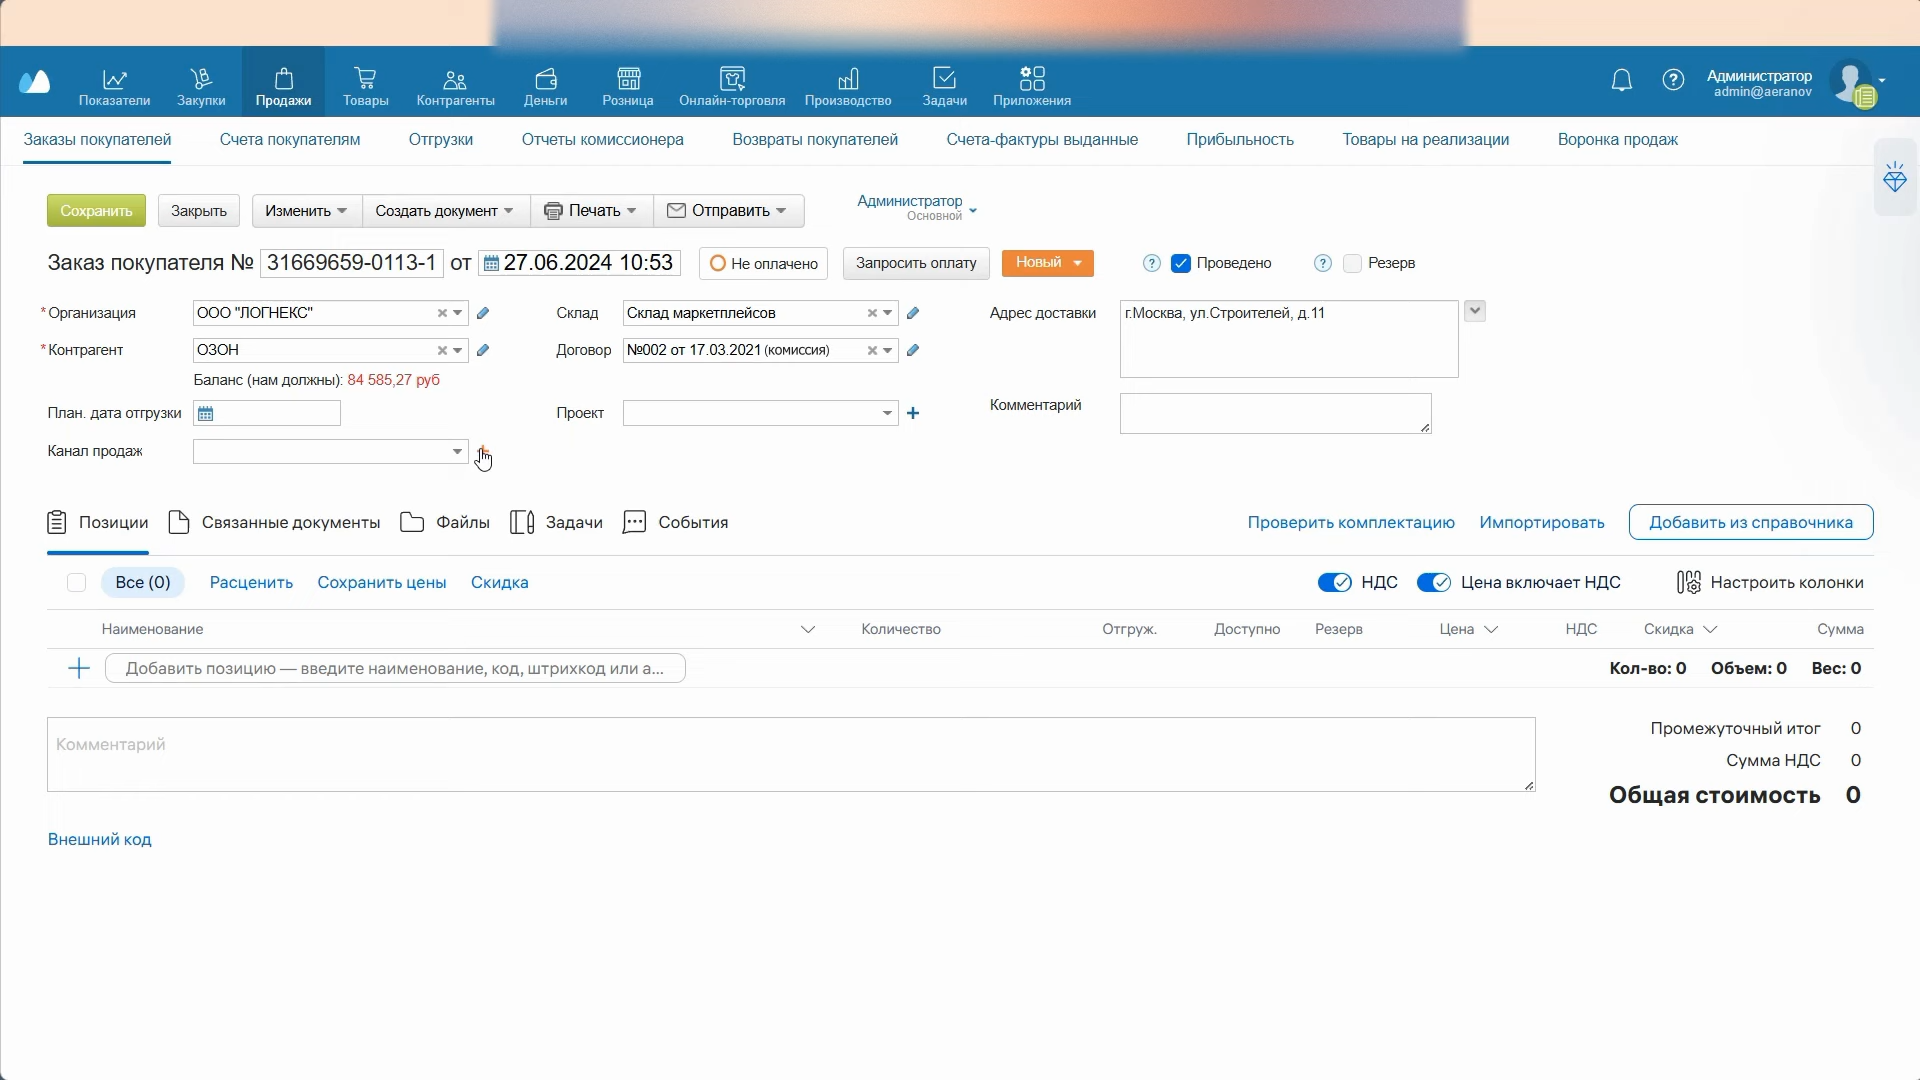 Показатели Закупки Продажи Товары Контрагенты Деньги Розница Онлайн-торговля Производство Задачи Приложения
Администратор
admin@aeranov
Заказы покупателей Счета покупателям Отгрузки Отчеты комиссионера Возвраты покупателей Счета-фактуры выданные Прибыльность Товары на реализации Воронка продаж
Сохранить Закрыть Изменить Создать документ Печать Отправить
Администратор
Основной
Заказ покупателя № 31669659-0113-1 от 27.06.2024 10:53 Не оплачено Запросить оплату Новый ? Проведено ? Резерв
*Организация ООО "ЛОГНЕКС" Склад Склад маркетплейсов Адрес доставки г.Москва, ул.Строителей, д.11
*Контрагент ОЗОН Договор №002 от 17.03.2021 (комиссия)
Баланс (нам должны): 84 585,27 руб
План. дата отгрузки Проект Комментарий
Канал продаж
Позиции Связанные документы Файлы Задачи События Проверить комплектацию Импортировать Добавить из справочника
Все (0) Расценить Сохранить цены Скидка НДС Цена включает НДС Настроить колонки
Наименование Количество Отгруж. Доступно Резерв Цена НДС Скидка Сумма
Добавить позицию — введите наименование, код, штрихкод или а... Кол-во: 0 Объем: 0 Вес: 0
Комментарий
Промежуточный итог 0
Сумма НДС 0
Общая стоимость 0
Внешний код